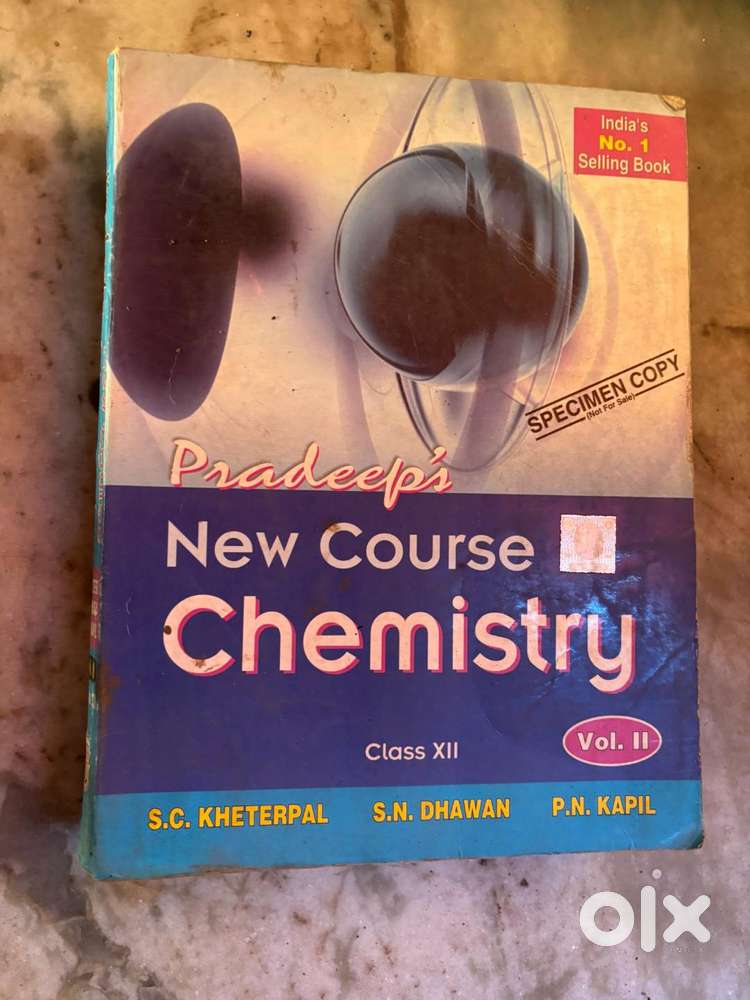 India's
No. 1
Selling Book
SPECIMEN COPY
(Not For Sale)
Pradeep's
New Course
Chemistry
Class XII
Vol. II
S.C. KHETERPAL S.N. DHAWAN P.N. KAPIL
olx